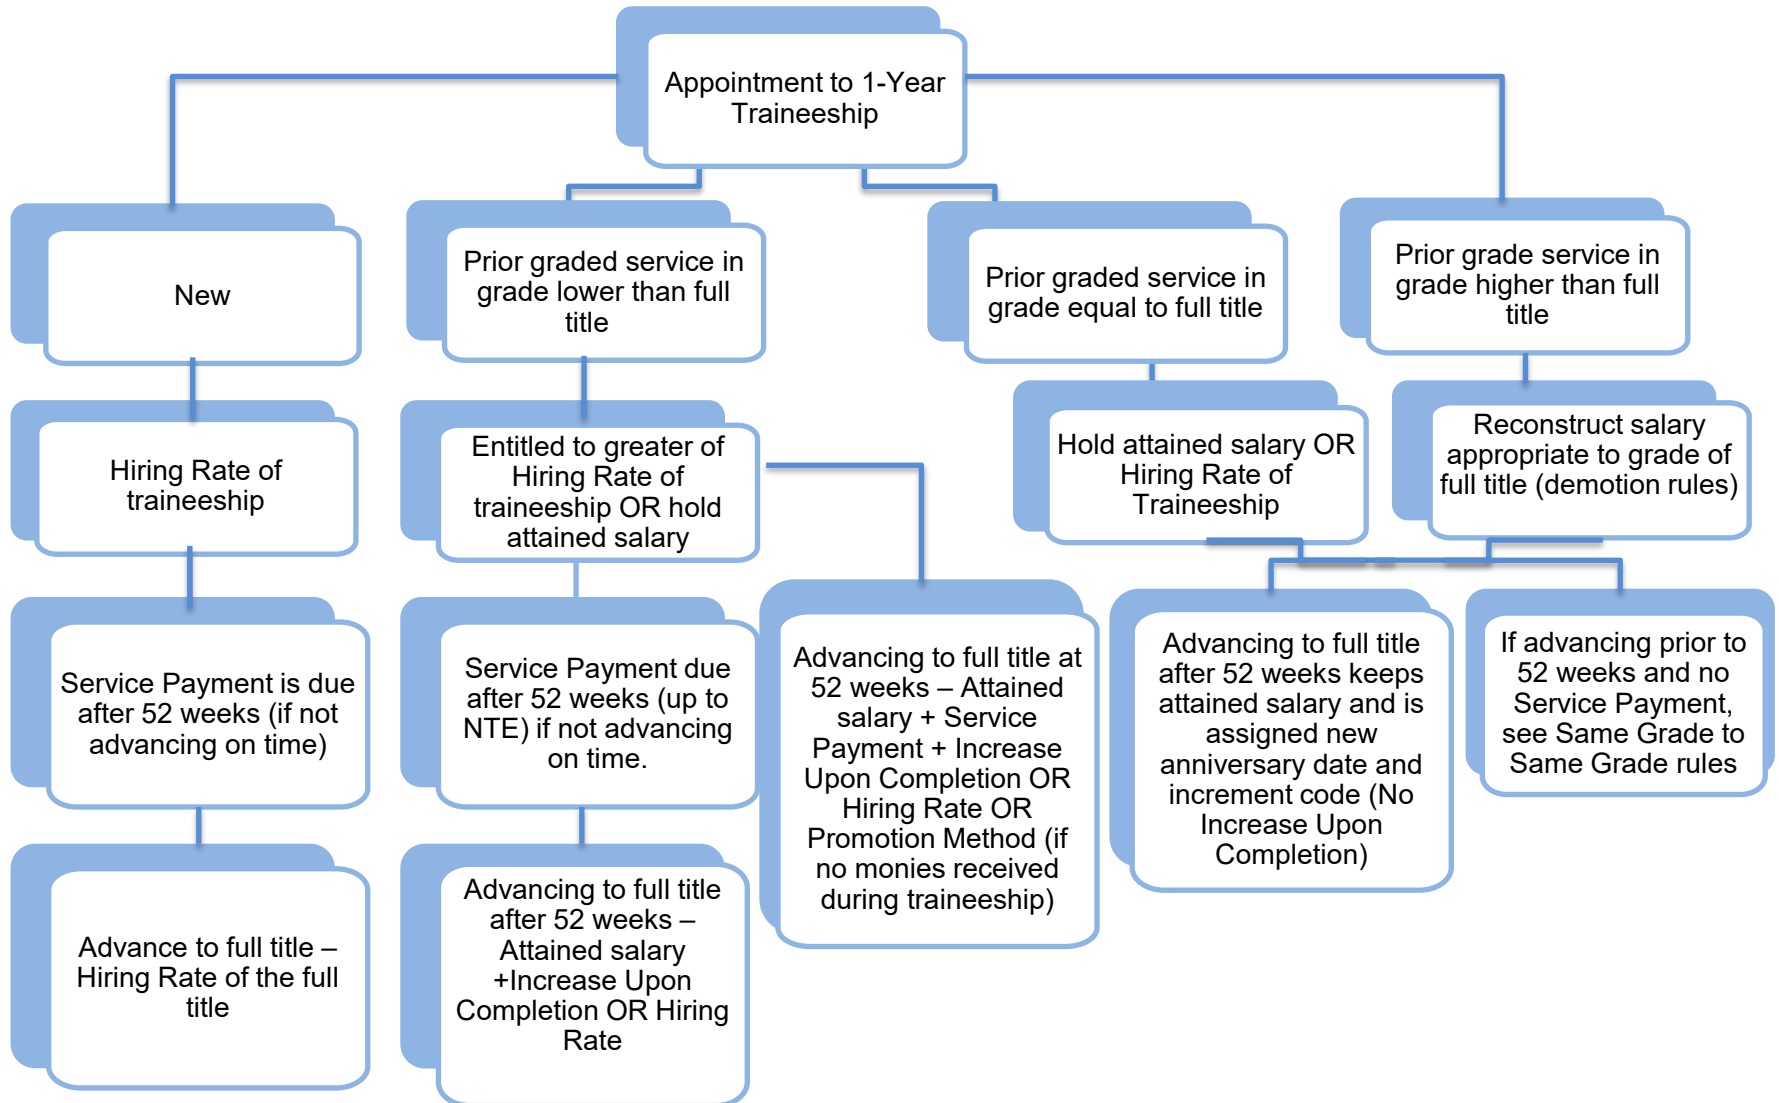 Appointment to 1-Year
Traineeship
New
Prior graded service in
grade lower than full
title
Prior graded service in
grade equal to full title
Prior grade service in
grade higher than full
title
Hiring Rate of
traineeship
Entitled to greater of
Hiring Rate of
traineeship OR hold
attained salary
Hold attained salary OR
Hiring Rate of
Traineeship
Reconstruct salary
appropriate to grade of
full title (demotion rules)
Service Payment is due
after 52 weeks (if not
advancing on time)
Service Payment due
after 52 weeks (up to
NTE) if not advancing
on time.
Advancing to full title at
52 weeks – Attained
salary + Service
Payment + Increase
Upon Completion OR
Hiring Rate OR
Promotion Method (if
no monies received
during traineeship)
Advancing to full title
after 52 weeks keeps
attained salary and is
assigned new
anniversary date and
increment code (No
Increase Upon
Completion)
If advancing prior to
52 weeks and no
Service Payment,
see Same Grade to
Same Grade rules
Advance to full title –
Hiring Rate of the full
title
Advancing to full title
after 52 weeks –
Attained salary
+Increase Upon
Completion OR Hiring
Rate